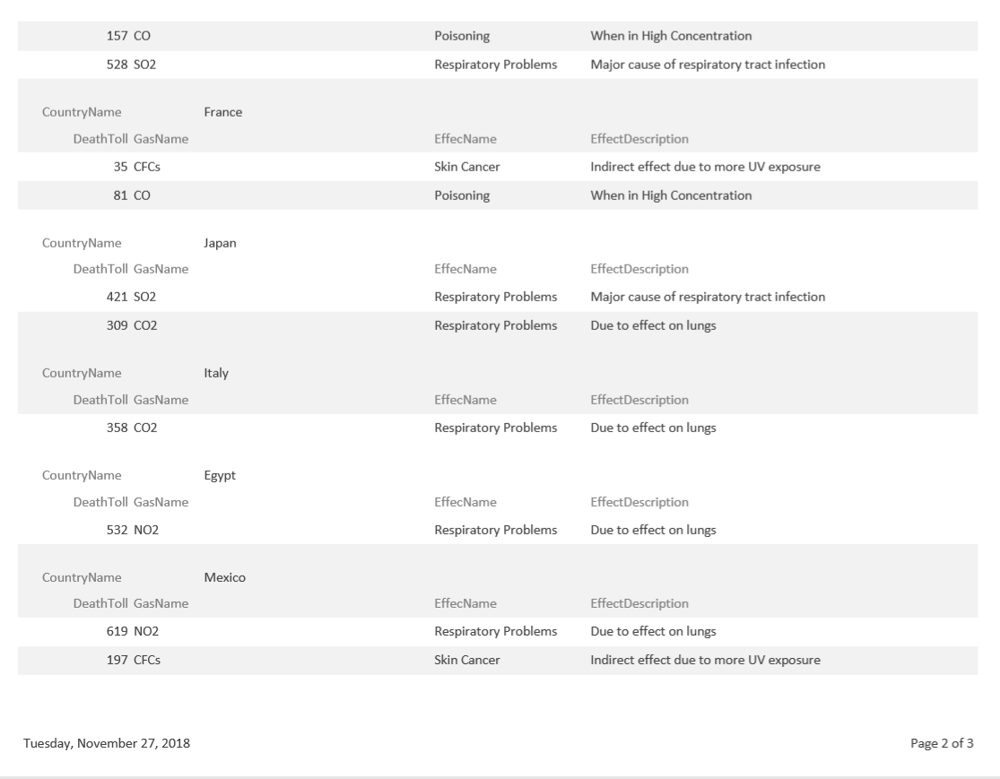 157 CO Poisoning When in High Concentration
528 SO2 Respiratory Problems Major cause of respiratory tract infection
CountryName France
DeathToll GasName EffecName EffectDescription
35 CFCs Skin Cancer Indirect effect due to more UV exposure
81 CO Poisoning When in High Concentration
CountryName Japan
DeathToll GasName EffecName EffectDescription
421 SO2 Respiratory Problems Major cause of respiratory tract infection
309 CO2 Respiratory Problems Due to effect on lungs
CountryName Italy
DeathToll GasName EffecName EffectDescription
358 CO2 Respiratory Problems Due to effect on lungs
CountryName Egypt
DeathToll GasName EffecName EffectDescription
532 NO2 Respiratory Problems Due to effect on lungs
CountryName Mexico
DeathToll GasName EffecName EffectDescription
619 NO2 Respiratory Problems Due to effect on lungs
197 CFCs Skin Cancer Indirect effect due to more UV exposure
Tuesday, November 27, 2018 Page 2 of 3